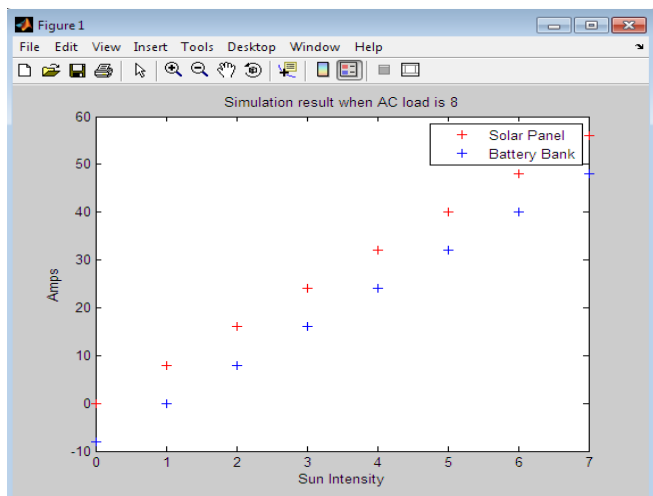 Figure 1
File Edit View Insert Tools Desktop Window Help
Simulation result when AC load is 8
Solar Panel
Battery Bank
60
50
40
30
20
10
0
-10
Amps
0 1 2 3 4 5 6 7
Sun Intensity